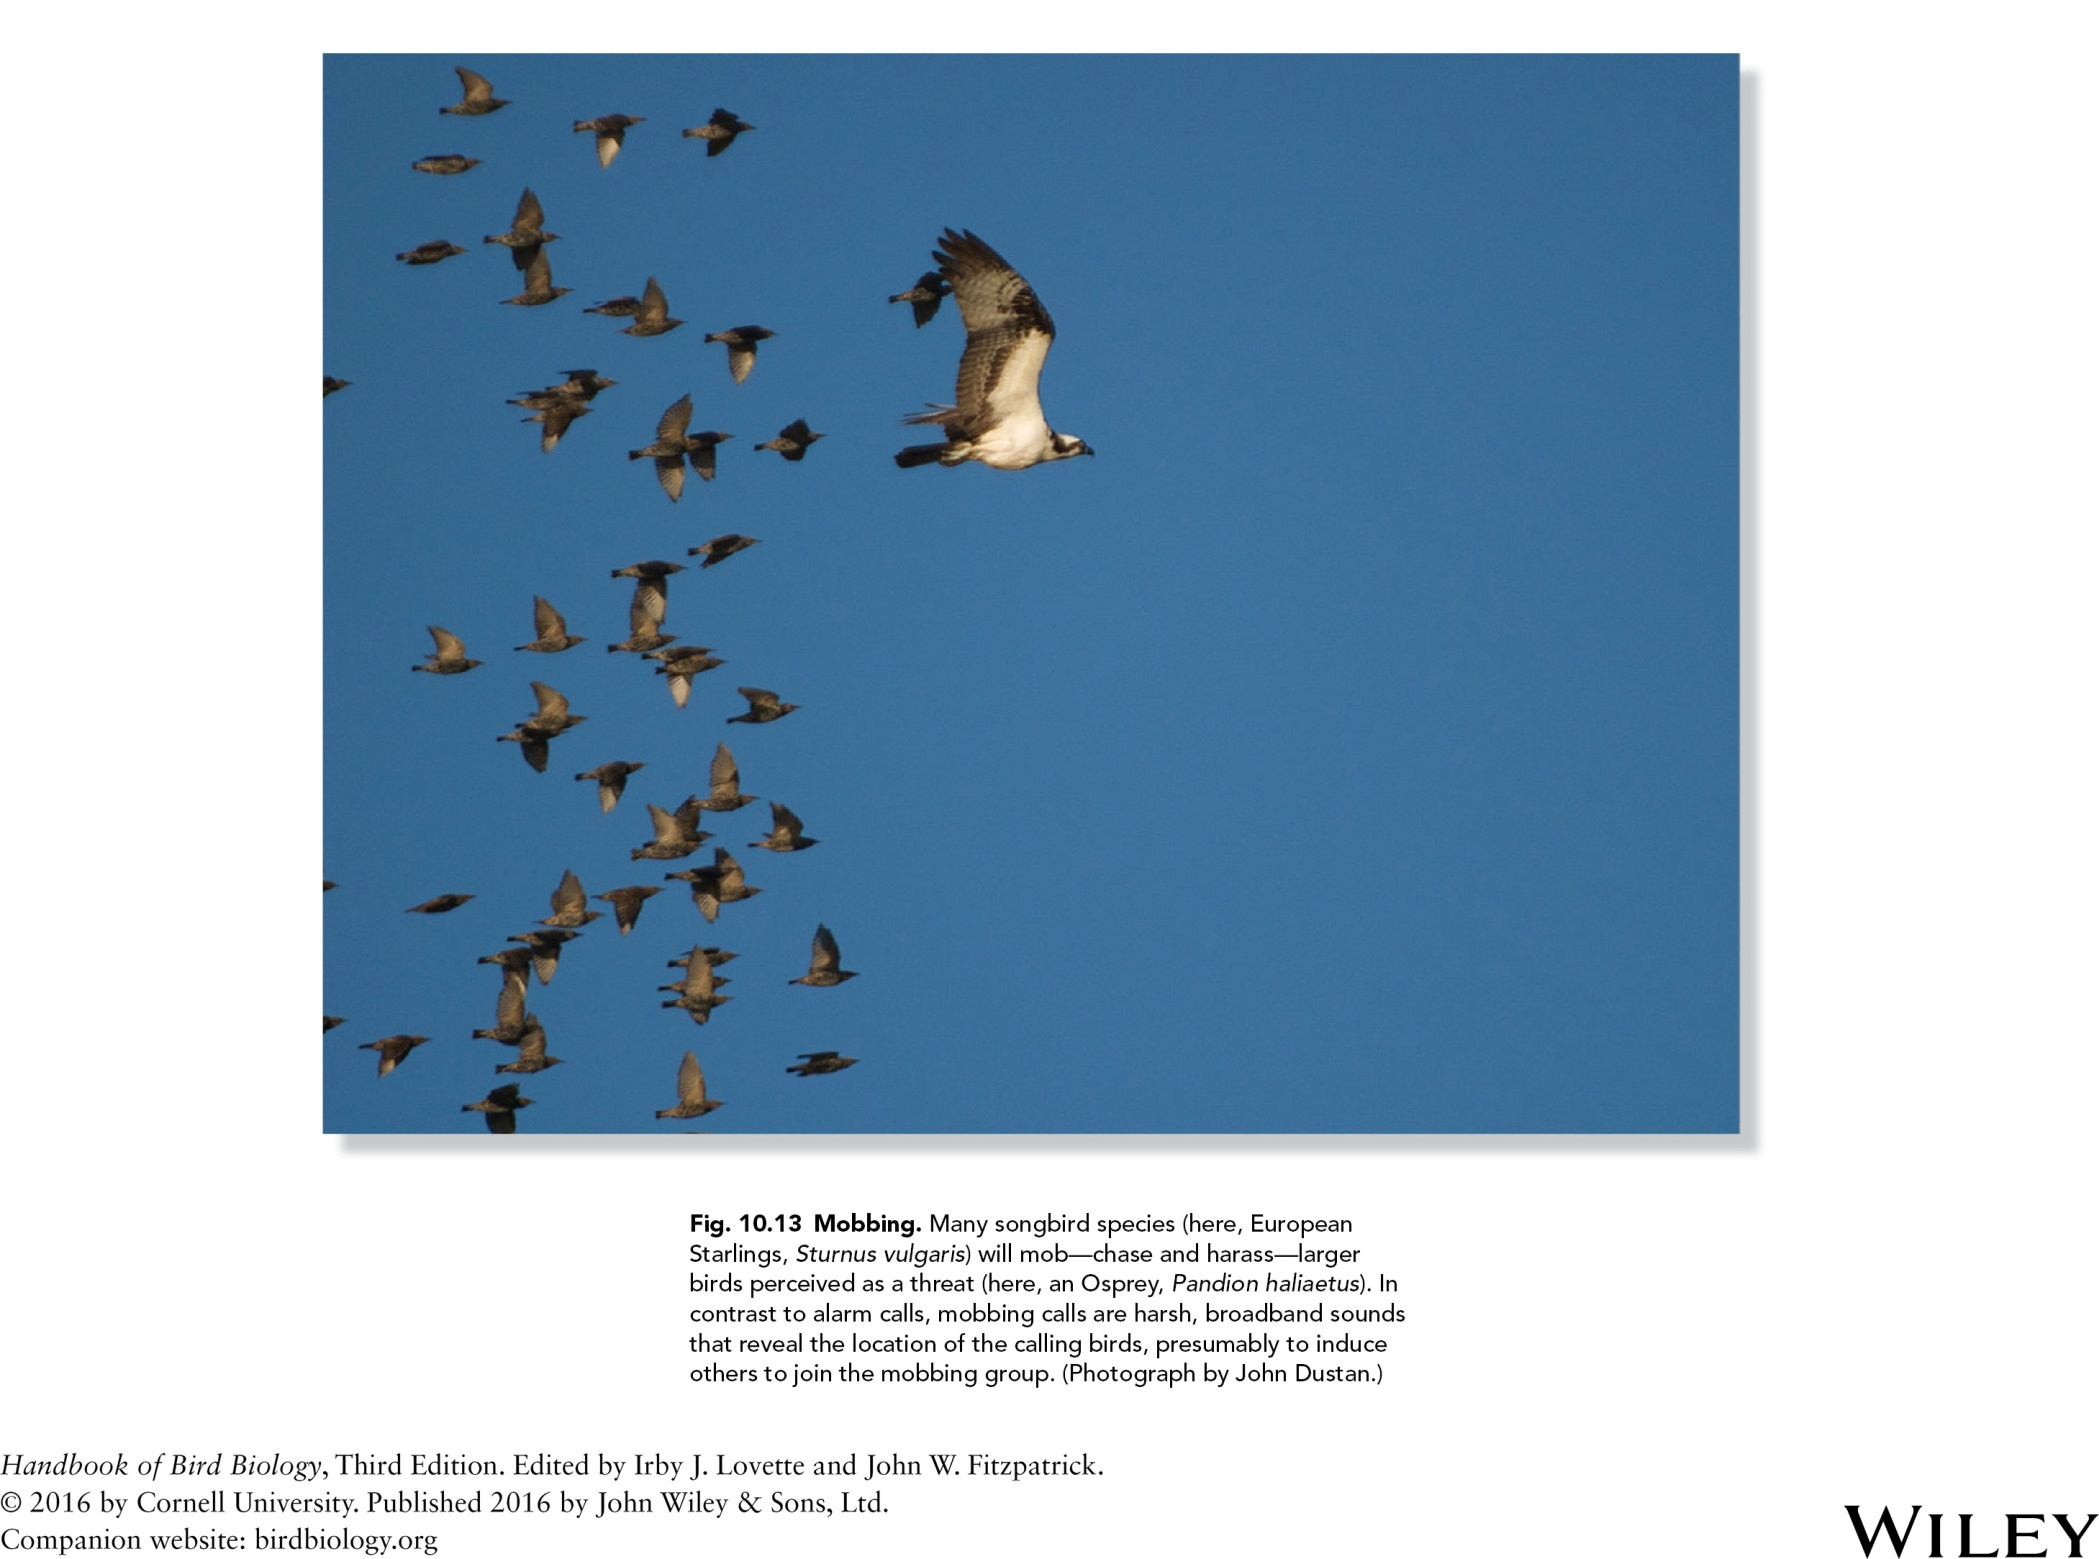 Fig. 10.13 Mobbing. Many songbird species (here, European
Starlings, Sturnus vulgaris) will mob—chase and harass—larger
birds perceived as a threat (here, an Osprey, Pandion haliaetus). In
contrast to alarm calls, mobbing calls are harsh, broadband sounds
that reveal the location of the calling birds, presumably to induce
others to join the mobbing group. (Photograph by John Dustan.)
Handbook of Bird Biology, Third Edition. Edited by Irby J. Lovette and John W. Fitzpatrick.
© 2016 by Cornell University. Published 2016 by John Wiley & Sons, Ltd.
Companion website: birdbiology.org
WILEY